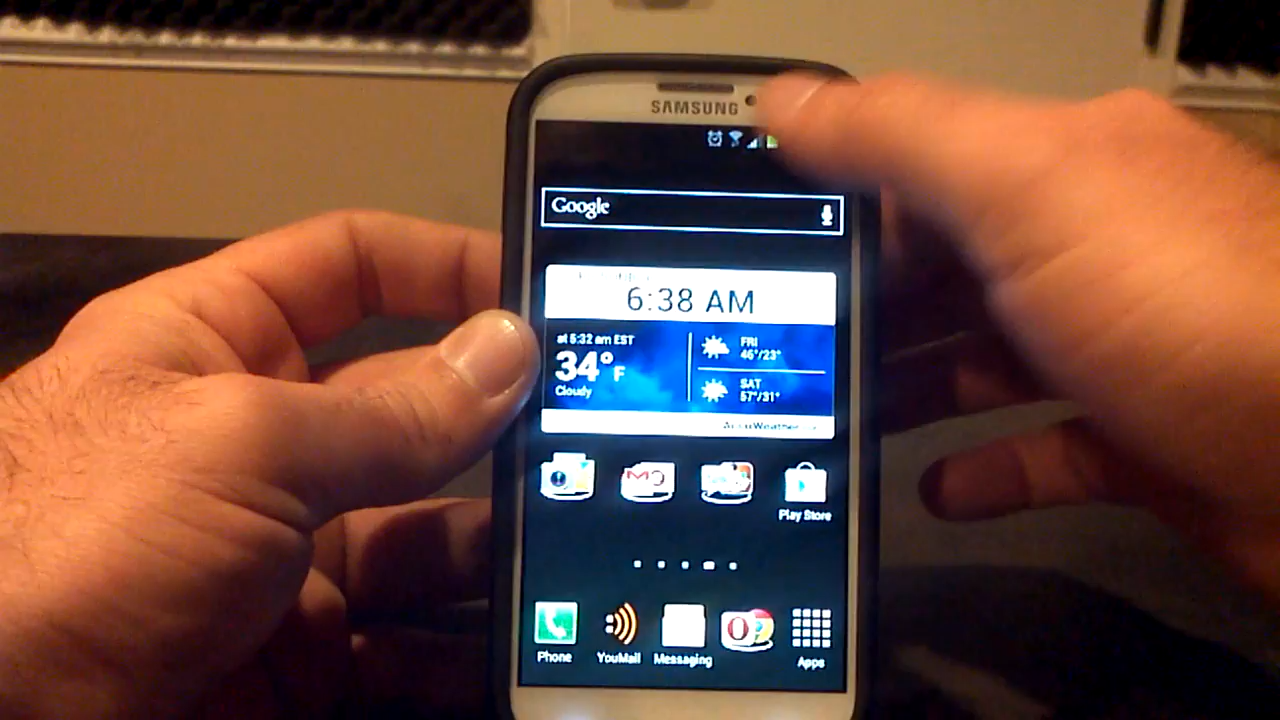 SAMSUNG
Google
6:38 AM
at 5:32 am EST
34° F
Cloudy
FRI
46°/23°
SAT
57°/31°
AccuWeather
Play Store
Phone
YouMail
Messaging
Apps